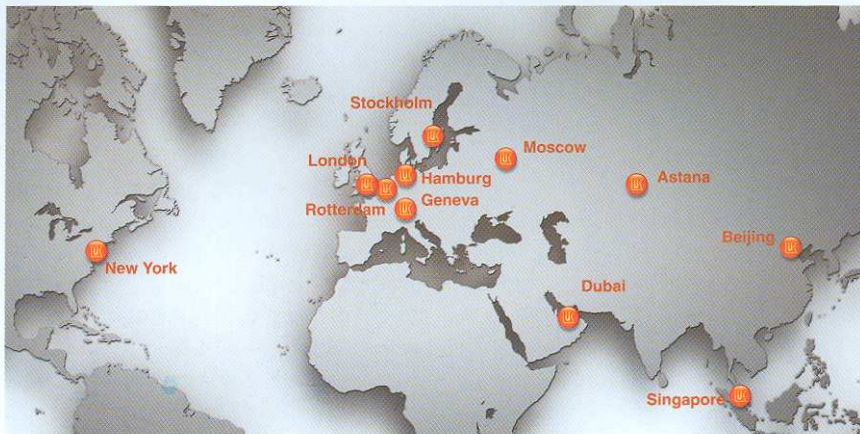 Stockholm
Moscow
London
Hamburg
Astana
Rotterdam
Geneva
Beijing
New York
Dubai
Singapore